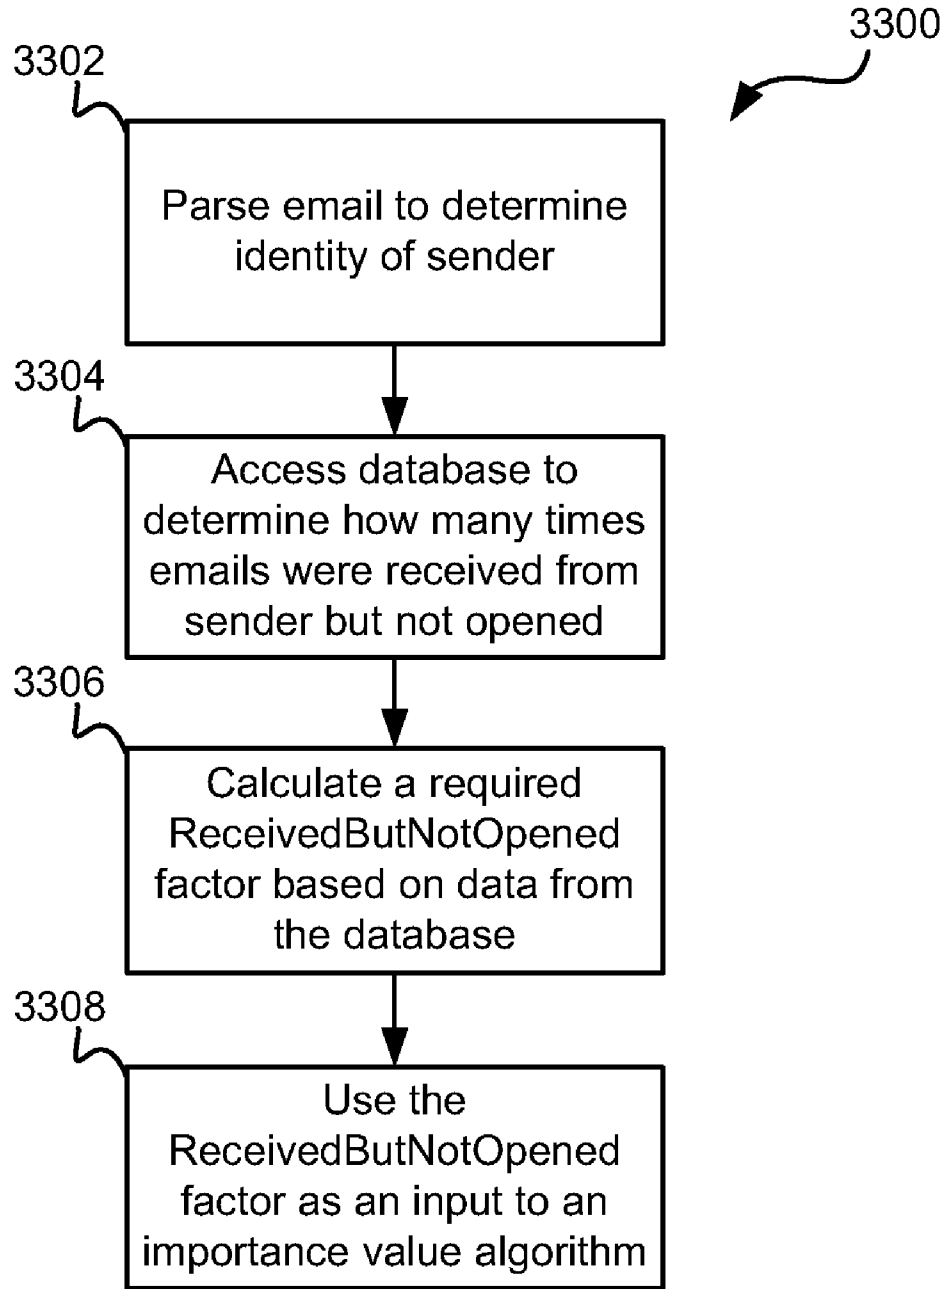 3300
3302
Parse email to determine
identity of sender
3304
Access database to
determine how many times
emails were received from
sender but not opened
3306
Calculate a required
ReceivedButNotOpened
factor based on data from
the database
3308
Use the
ReceivedButNotOpened
factor as an input to an
importance value algorithm